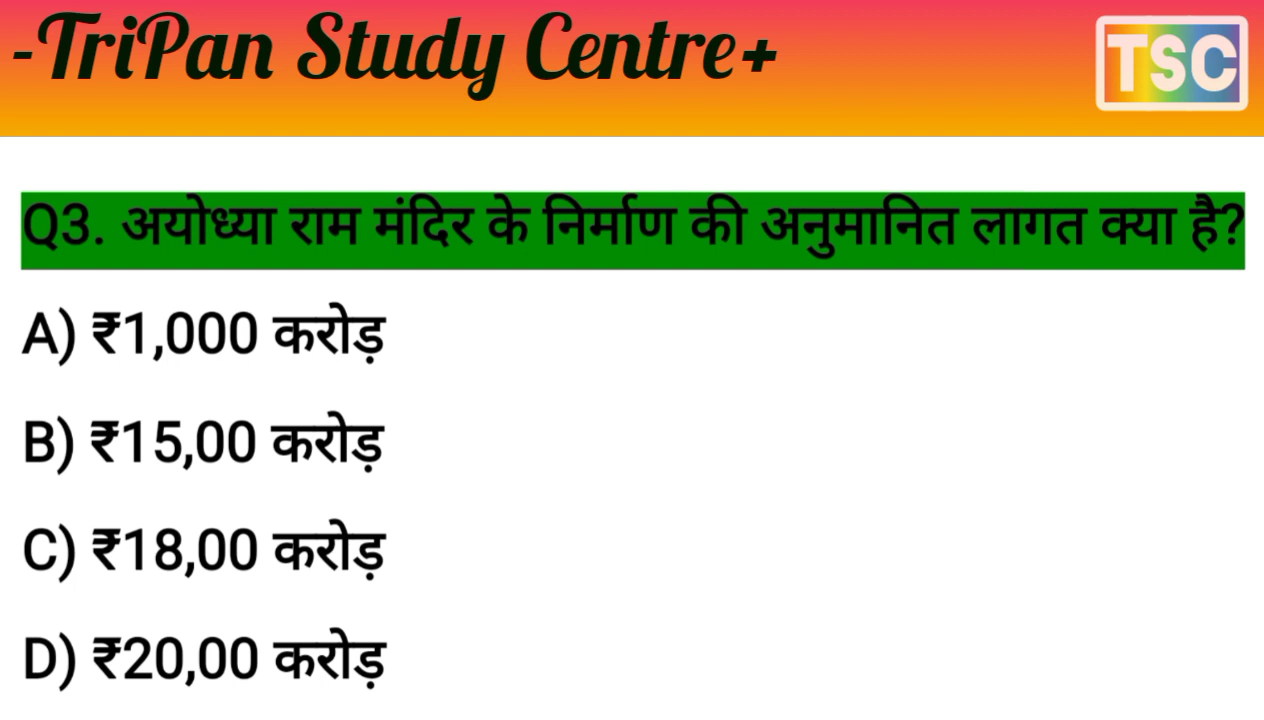 -TriPan Study Centre+
TSC
Q3. अयोध्या राम मंदिर के निर्माण की अनुमानित लागत क्या है?
A) ₹1,000 करोड़
B) ₹15,00 करोड़
C) ₹18,00 करोड़
D) ₹20,00 करोड़